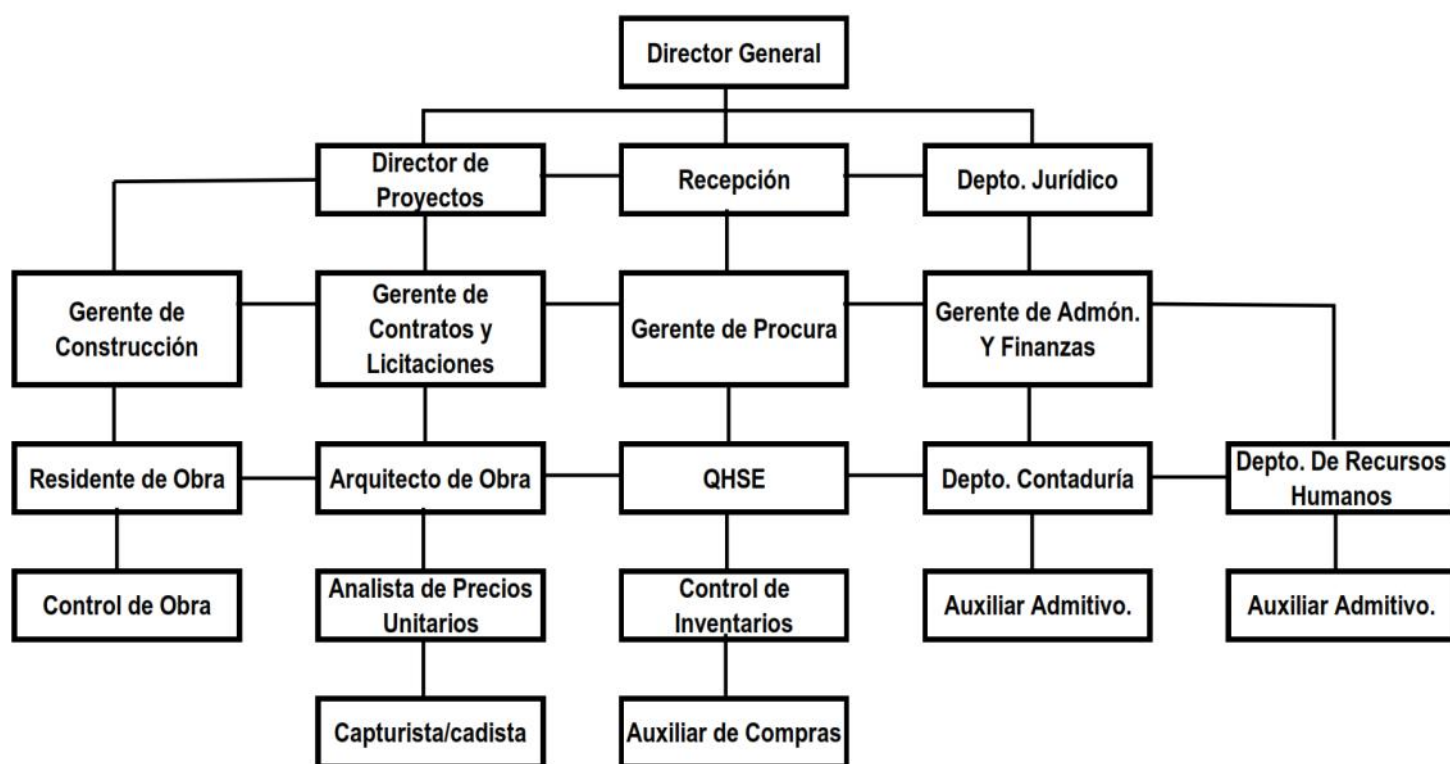 Director General
Director de
Proyectos
Recepción
Depto. Jurídico
Gerente de
Construcción
Gerente de
Contratos y
Licitaciones
Gerente de Procura
Gerente de Admón.
Y Finanzas
Residente de Obra
Arquitecto de Obra
QHSE
Depto. Contaduría
Depto. De Recursos
Humanos
Control de Obra
Analista de Precios
Unitarios
Control de
Inventarios
Auxiliar Admitivo.
Auxiliar Admitivo.
Capturista/cadista
Auxiliar de Compras